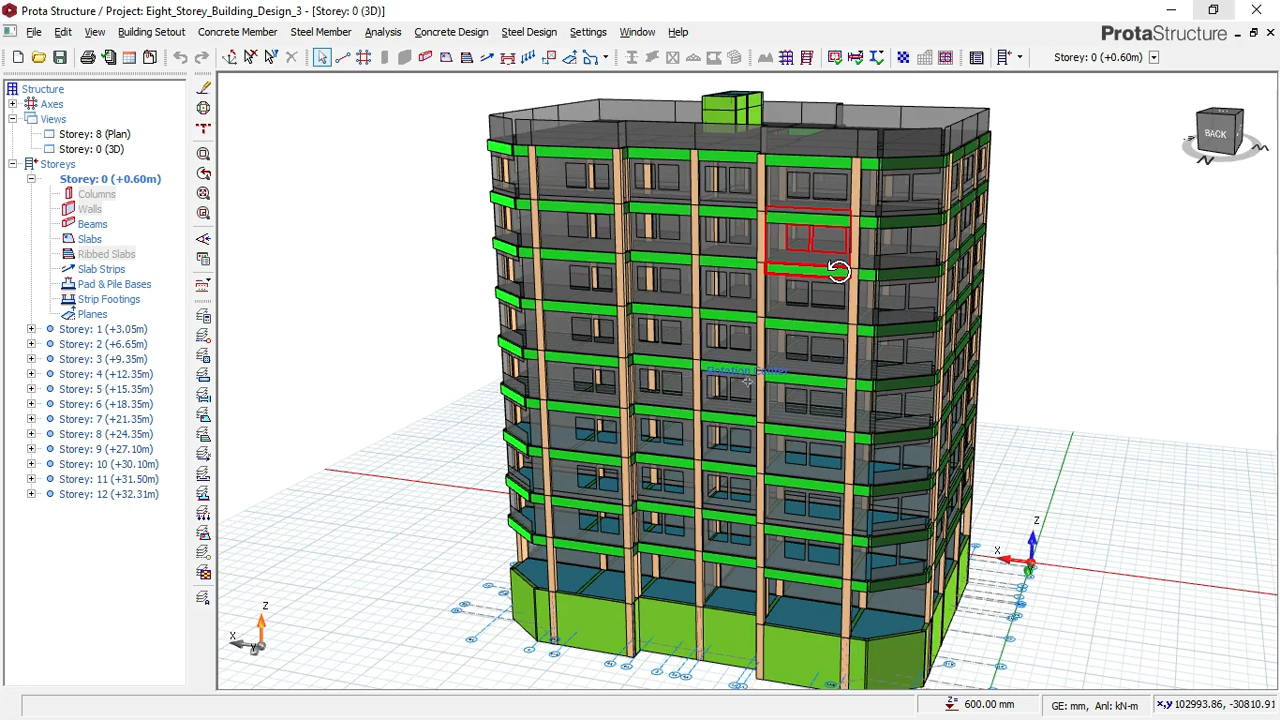 Prota Structure / Project: Eight_Storey_Building_Design_3 - [Storey: 0 (3D)]
File Edit View Building Setout Concrete Member Steel Member Analysis Concrete Design Steel Design Settings Window Help
ProtaStructure
Storey: 0 (+0.60m)
Structure
Axes
Views
Storey: 8 (Plan)
Storey: 0 (3D)
Storeys
Storey: 0 (+0.60m)
Columns
Walls
Beams
Slabs
Ribbed Slabs
Slab Strips
Pad & Pile Bases
Strip Footings
Planes
Storey: 1 (+3.05m)
Storey: 2 (+6.65m)
Storey: 3 (+9.35m)
Storey: 4 (+12.35m)
Storey: 5 (+15.35m)
Storey: 6 (+18.35m)
Storey: 7 (+21.35m)
Storey: 8 (+24.35m)
Storey: 9 (+27.10m)
Storey: 10 (+30.10m)
Storey: 11 (+31.50m)
Storey: 12 (+32.31m)
BACK
N
Rotation Center
Z
X
Z
X
Y
Z= 600.00 mm
GE: mm, Anl: kN-m
x,y 102993.86, -30810.91